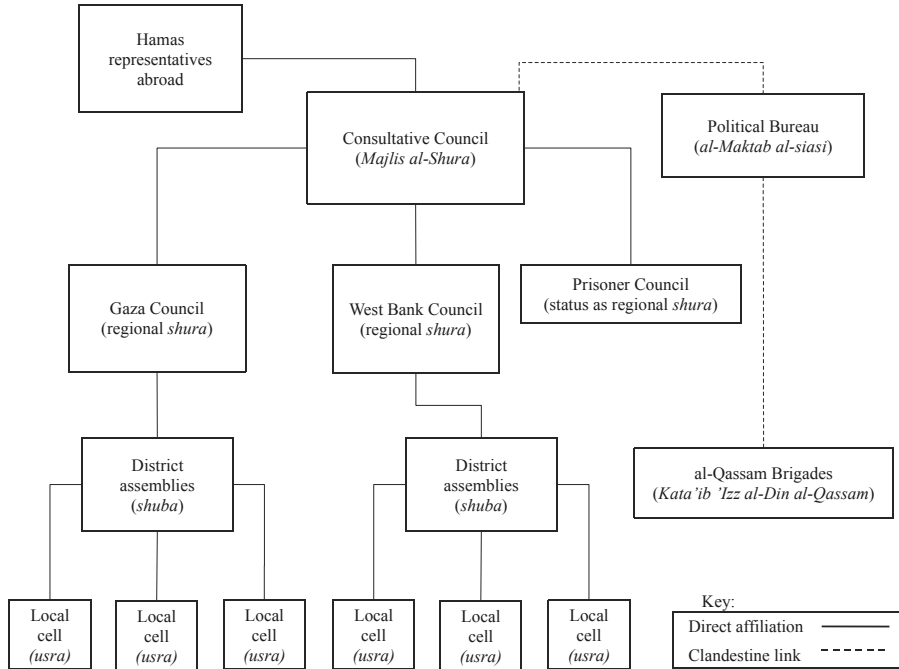 Hamas
representatives
abroad
Consultative Council
(Majlis al-Shura)
Political Bureau
(al-Maktab al-siasi)
Gaza Council
(regional shura)
West Bank Council
(regional shura)
Prisoner Council
(status as regional shura)
District
assemblies
(shuba)
District
assemblies
(shuba)
al-Qassam Brigades
(Kata’ib ’Izz al-Din al-Qassam)
Local
cell
(usra)
Local
cell
(usra)
Local
cell
(usra)
Local
cell
(usra)
Local
cell
(usra)
Local
cell
(usra)
Key:
Direct affiliation
Clandestine link